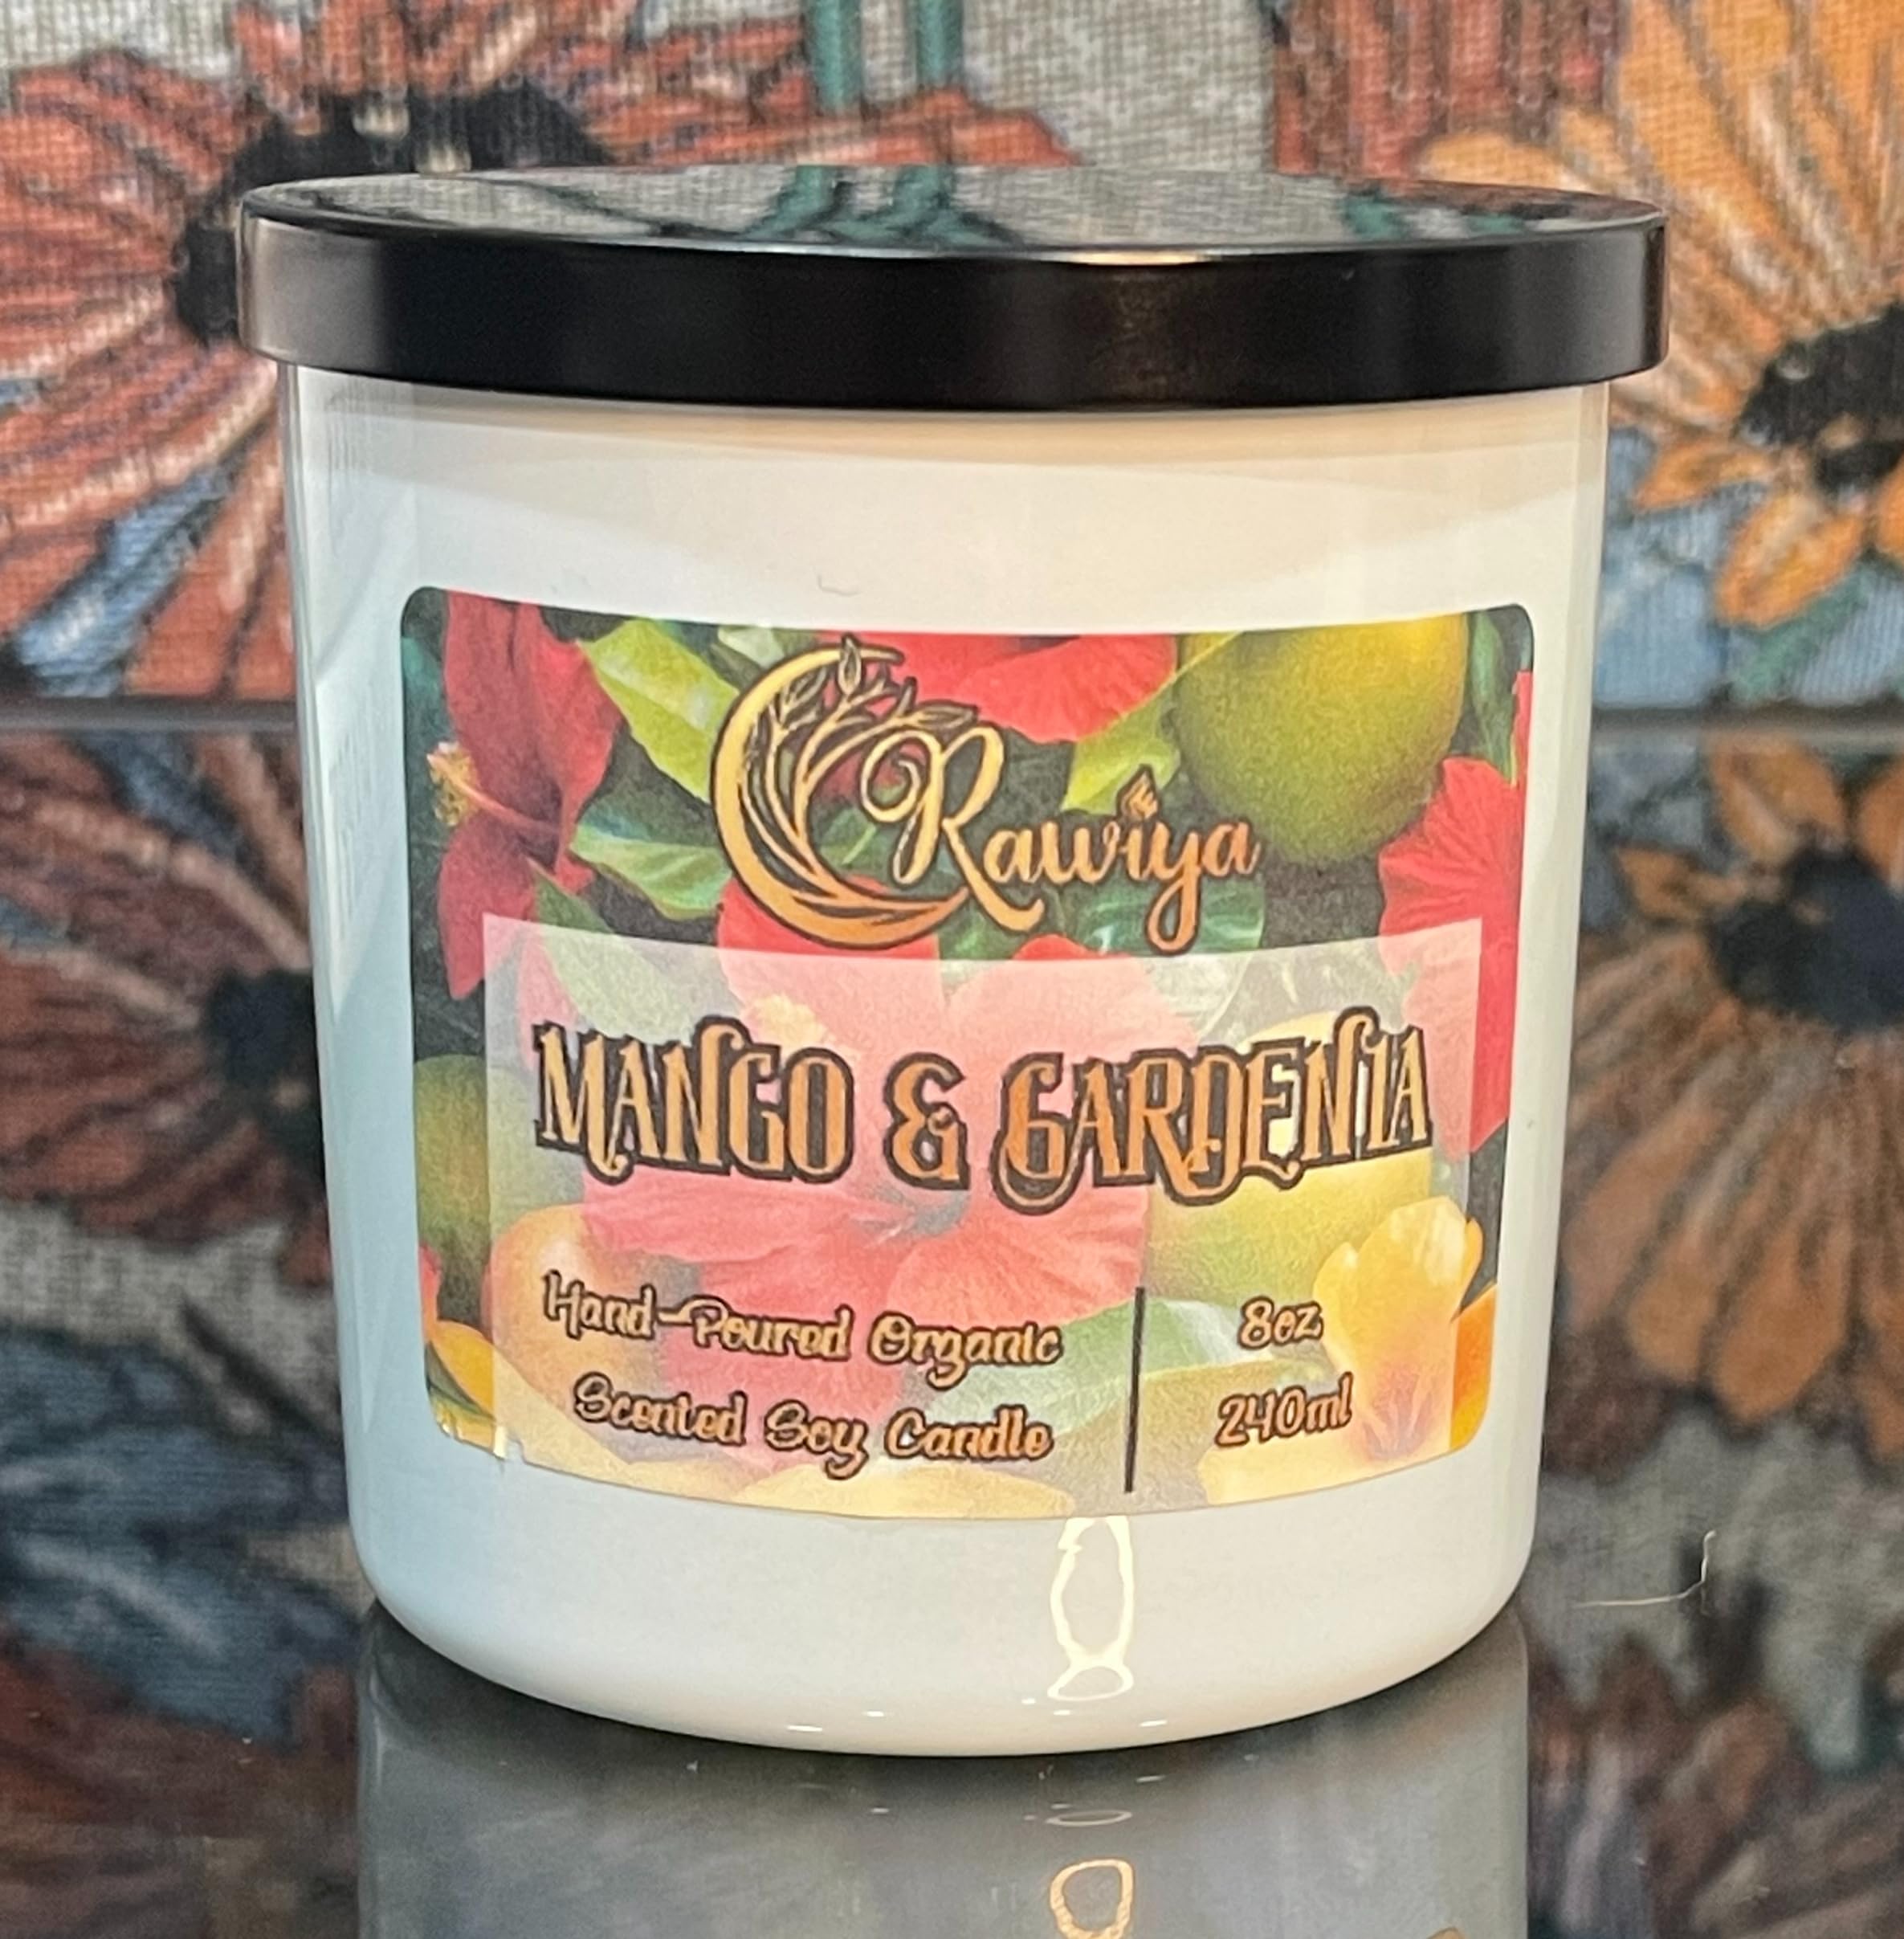 Rawiya
MANGO & GARDENIA
Hand-Poured Organic
Scented Soy Candle
8oz
240ml